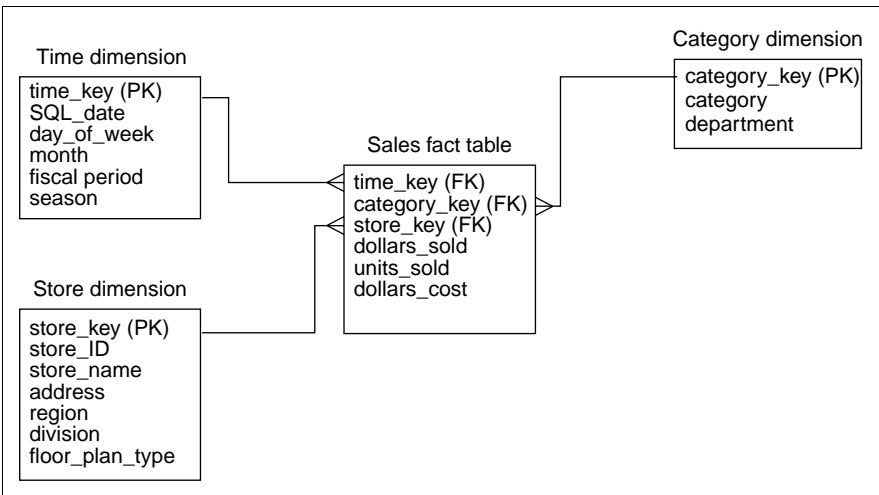 Time dimension
time_key (PK)
SQL_date
day_of_week
month
fiscal period
season
Store dimension
store_key (PK)
store_ID
store_name
address
region
division
floor_plan_type
Sales fact table
time_key (FK)
category_key (FK)
store_key (FK)
dollars_sold
units_sold
dollars_cost
Category dimension
category_key (PK)
category
department